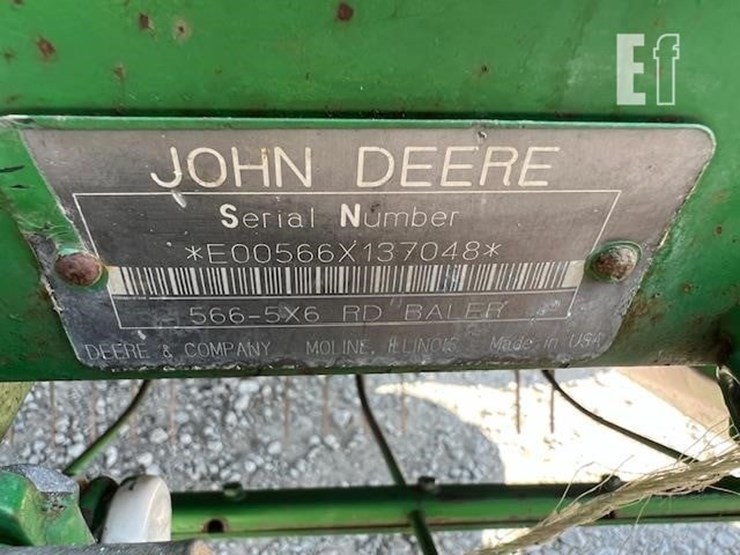 Ef
JOHN DEERE
Serial Number
*E00566X137048*
566-5X6 RD BALER
DEERE & COMPANY MOLINE, ILLINOIS Made in USA